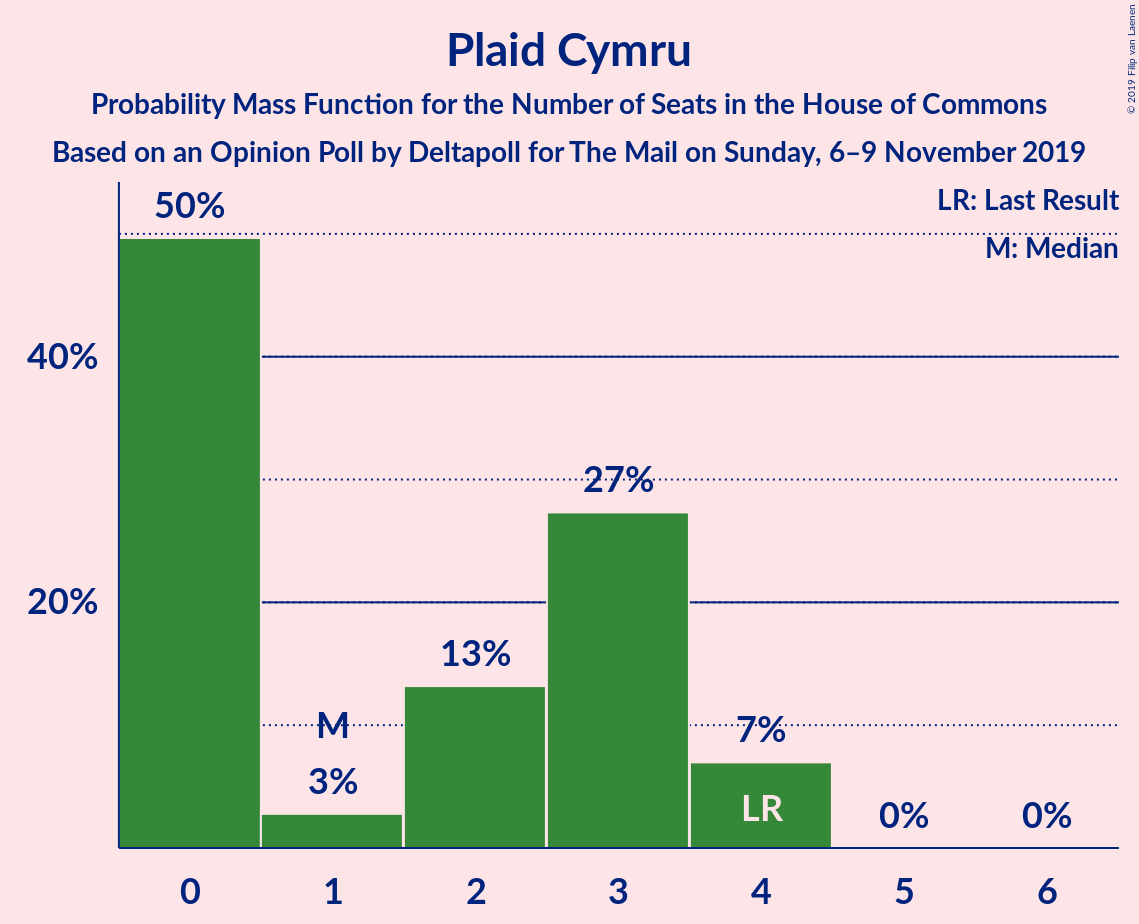 Plaid Cymru
Probability Mass Function for the Number of Seats in the House of Commons
Based on an Opinion Poll by Deltapoll for The Mail on Sunday, 6–9 November 2019
© 2019 Filip van Laenen
LR: Last Result
M: Median
50%
40%
27%
20%
13%
M
7%
3%
LR
0%
0%
0 1 2 3 4 5 6